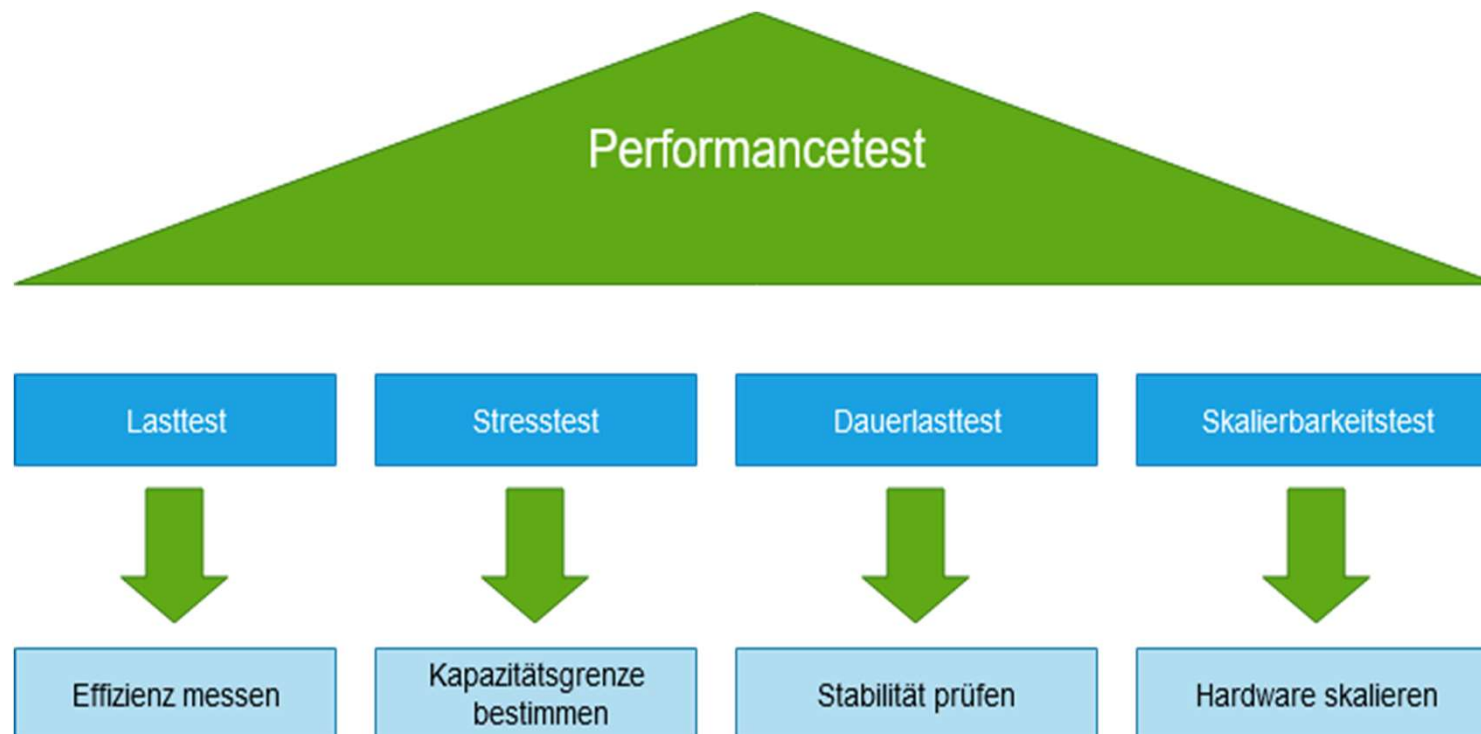 Performancetest
Lasttest
Stresstest
Dauerlasttest
Skalierbarkeitstest
Effizienz messen
Kapazitätsgrenze
bestimmen
Stabilität prüfen
Hardware skalieren